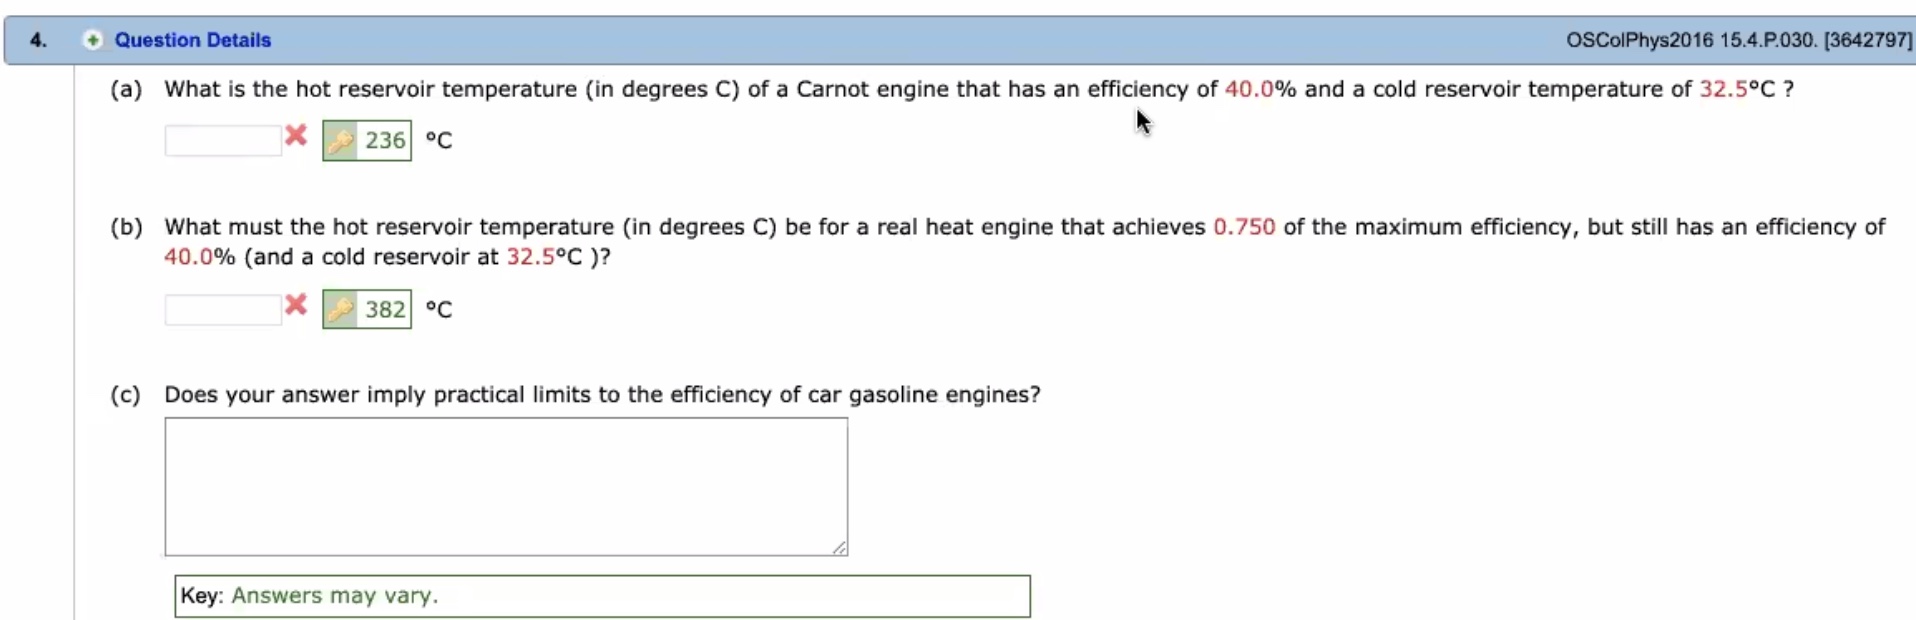 4. Question Details OSColPhys2016 15.4.P.030. [3642797]
(a) What is the hot reservoir temperature (in degrees C) of a Carnot engine that has an efficiency of 40.0% and a cold reservoir temperature of 32.5°C ?
236 °C
(b) What must the hot reservoir temperature (in degrees C) be for a real heat engine that achieves 0.750 of the maximum efficiency, but still has an efficiency of
40.0% (and a cold reservoir at 32.5°C )?
382 °C
(c) Does your answer imply practical limits to the efficiency of car gasoline engines?
Key: Answers may vary.